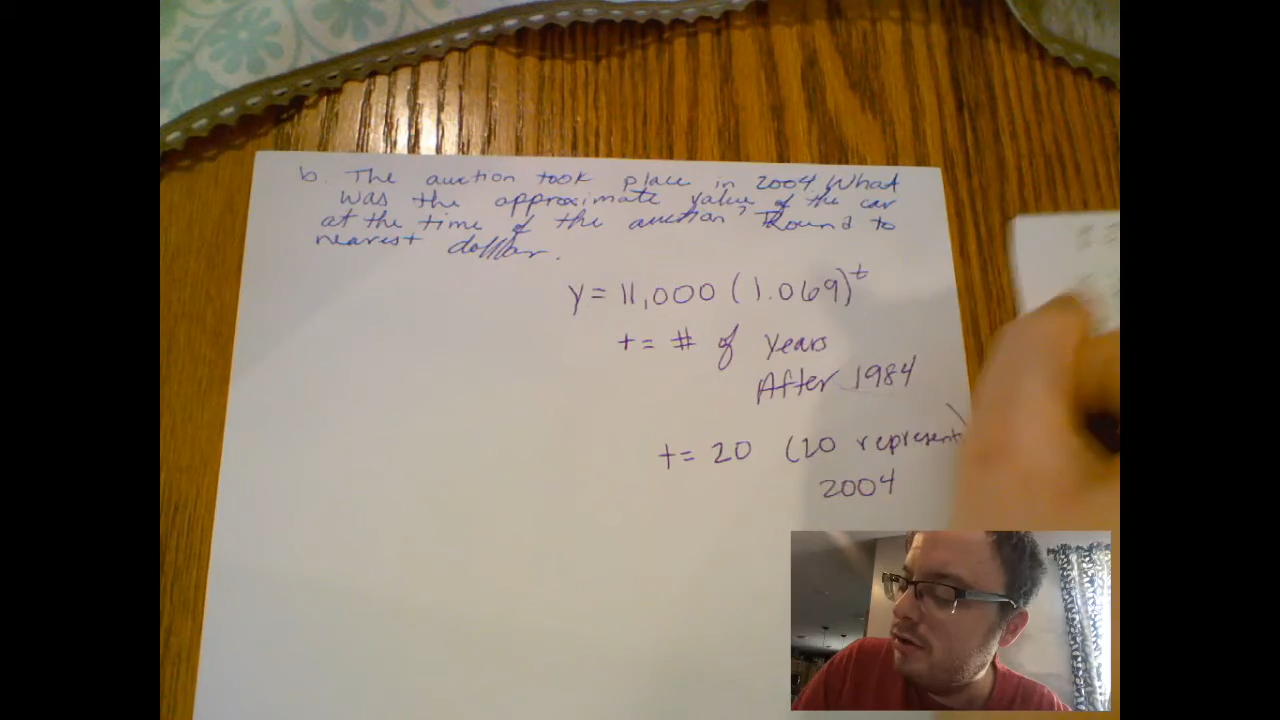 b. The auction took place in 2004. What
was the approximate value of the car
at the time of the auction? Round to
nearest dollar.
y = 11,000 (1.069)^t
t = # of years
After 1984
t = 20 (20 represent
2004